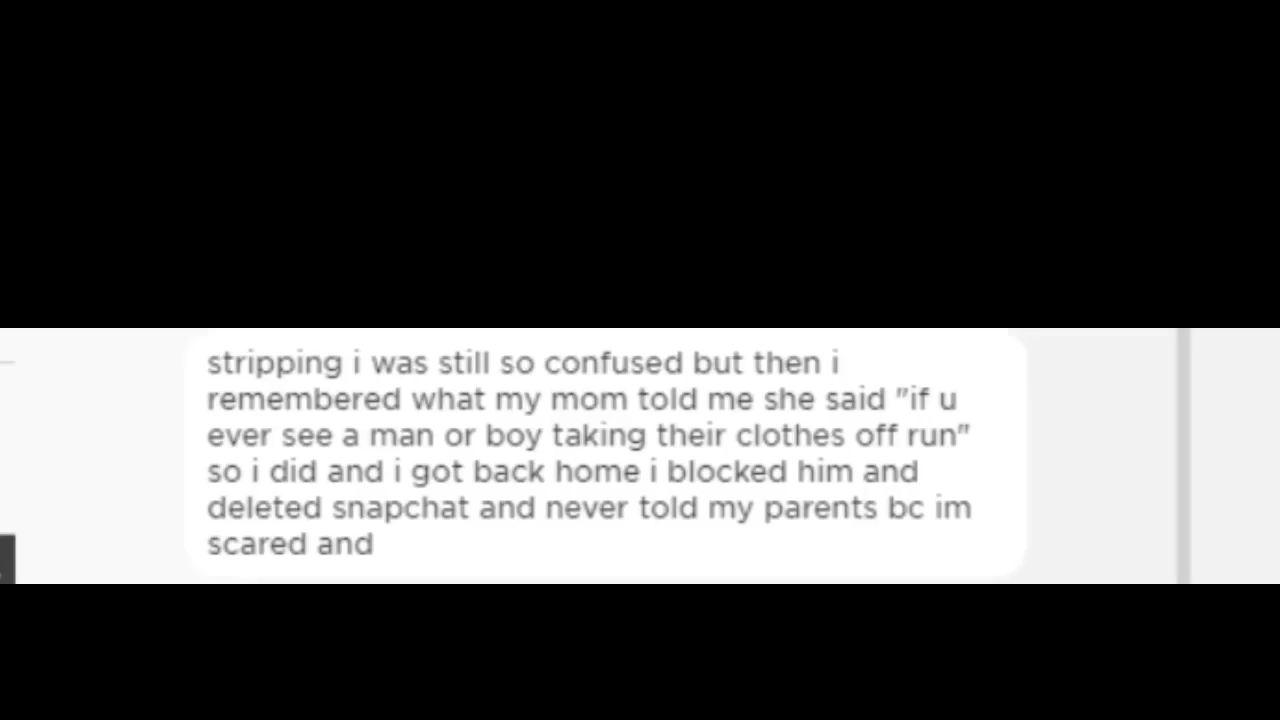 stripping i was still so confused but then i
remembered what my mom told me she said "if u
ever see a man or boy taking their clothes off run"
so i did and i got back home i blocked him and
deleted snapchat and never told my parents bc im
scared and